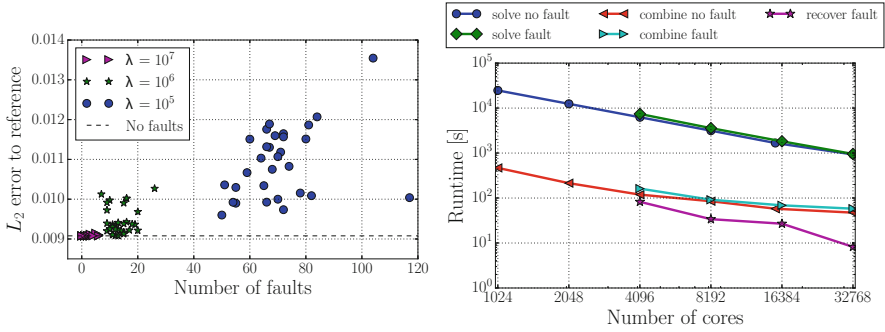 0.014
0.013
0.012
0.011
0.010
0.009
L₂ error to reference
λ = 10⁷
λ = 10⁶
λ = 10⁵
No faults
0 20 40 60 80 100 120
Number of faults
solve no fault combine no fault recover fault
solve fault combine fault
10⁵
10⁴
10³
10²
10¹
10⁰
Runtime [s]
1024 2048 4096 8192 16384 32768
Number of cores